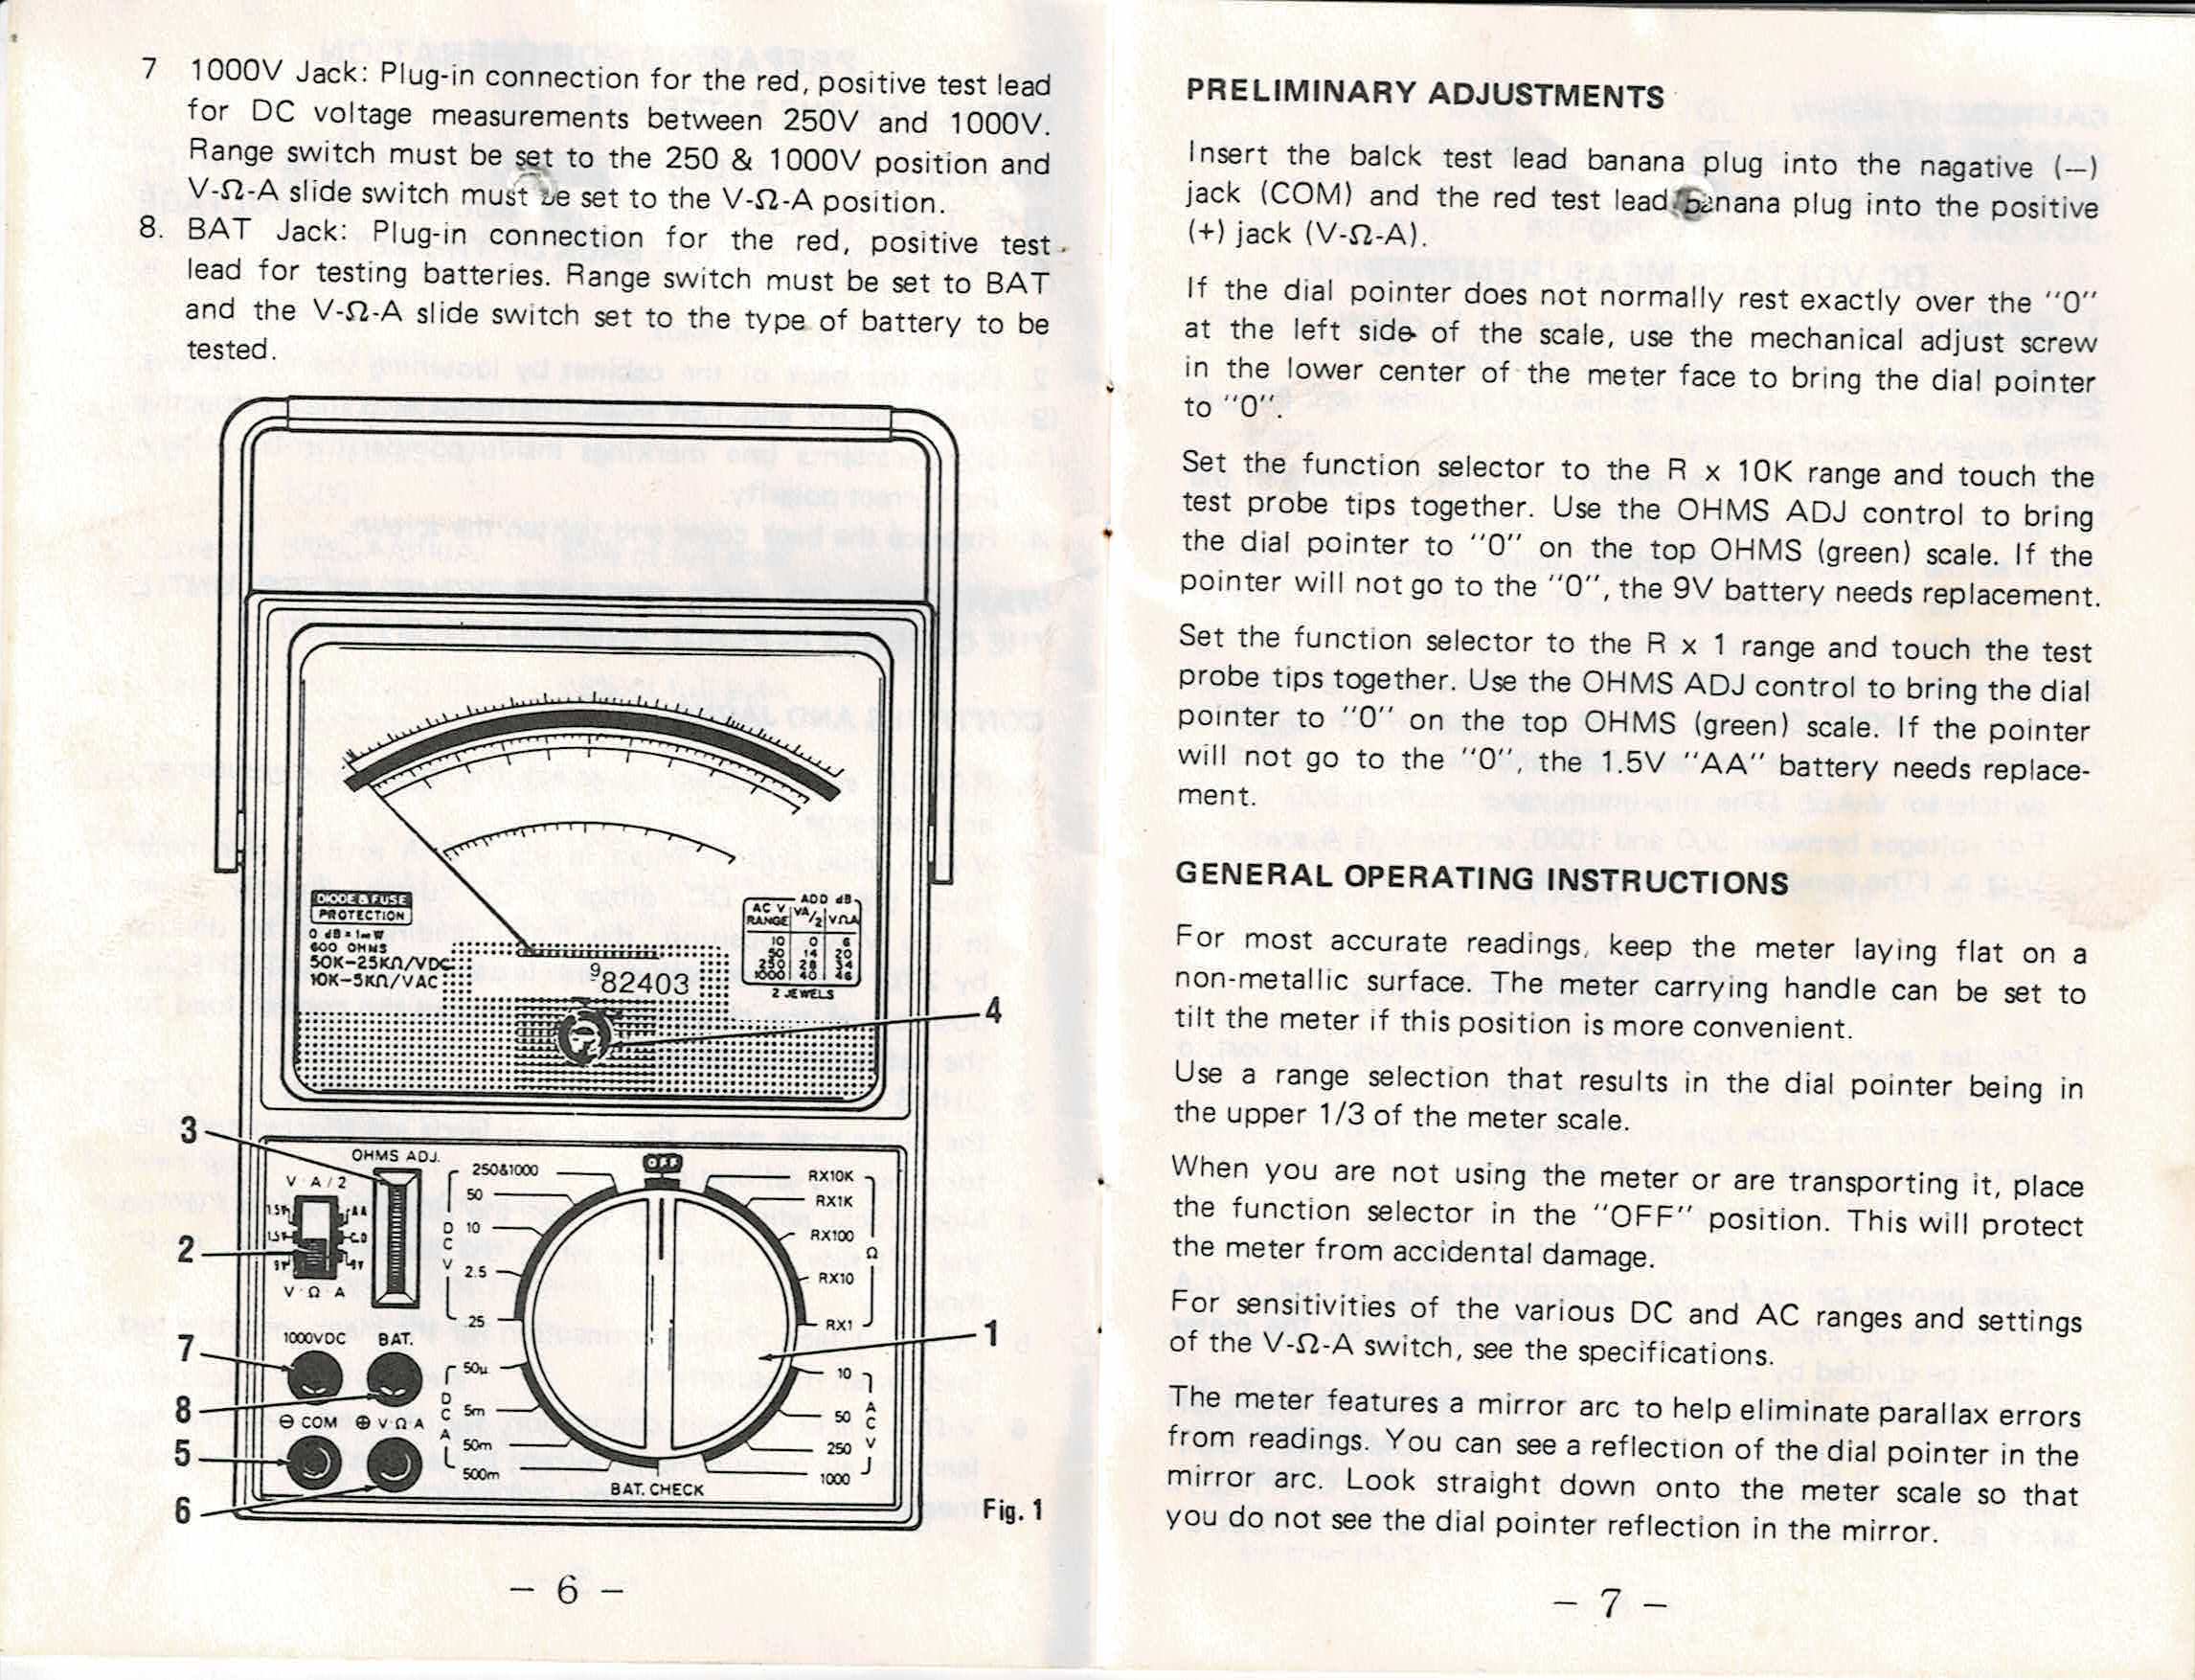 7 1000V Jack: Plug-in connection for the red, positive test lead
for DC voltage measurements between 250V and 1000V.
Range switch must be set to the 250 & 1000V position and
V-Ω-A slide switch must be set to the V-Ω-A position.
8. BAT Jack: Plug-in connection for the red, positive test
lead for testing batteries. Range switch must be set to BAT
and the V-Ω-A slide switch set to the type of battery to be
tested.
DIODE & FUSE
PROTECTION
0 dB = 1mW
600 OHMS
50K-25KΩ/VDC
10K-5KΩ/VAC
982403
ADD dB
AC V RANGE VA/2 VΩA
10 0 6
50 14 20
250 28 34
1000 40 46
2 JEWELS
4
3
OHMS ADJ.
V·A/2
1.5V AA
1.5V C.D
9V 9V
V·Ω·A
2
1000VDC BAT.
7
8
⊖ COM ⊕ V·Ω·A
5
6
250&1000
50
10
2.5
.25
DCV
50µ
5m
50m
500m
DCA
OFF
RX10K
RX1K
RX100
RX10
RX1
Ω
10
50
250
1000
ACV
BAT. CHECK
1
Fig. 1
– 6 –
PRELIMINARY ADJUSTMENTS
Insert the balck test lead banana plug into the nagative (—)
jack (COM) and the red test lead banana plug into the positive
(+) jack (V-Ω-A).
If the dial pointer does not normally rest exactly over the "0"
at the left side of the scale, use the mechanical adjust screw
in the lower center of the meter face to bring the dial pointer
to "0".
Set the function selector to the R x 10K range and touch the
test probe tips together. Use the OHMS ADJ control to bring
the dial pointer to "0" on the top OHMS (green) scale. If the
pointer will not go to the "0", the 9V battery needs replacement.
Set the function selector to the R x 1 range and touch the test
probe tips together. Use the OHMS ADJ control to bring the dial
pointer to "0" on the top OHMS (green) scale. If the pointer
will not go to the "0", the 1.5V "AA" battery needs replace-
ment.
GENERAL OPERATING INSTRUCTIONS
For most accurate readings, keep the meter laying flat on a
non-metallic surface. The meter carrying handle can be set to
tilt the meter if this position is more convenient.
Use a range selection that results in the dial pointer being in
the upper 1/3 of the meter scale.
When you are not using the meter or are transporting it, place
the function selector in the "OFF" position. This will protect
the meter from accidental damage.
For sensitivities of the various DC and AC ranges and settings
of the V-Ω-A switch, see the specifications.
The meter features a mirror arc to help eliminate parallax errors
from readings. You can see a reflection of the dial pointer in the
mirror arc. Look straight down onto the meter scale so that
you do not see the dial pointer reflection in the mirror.
– 7 –